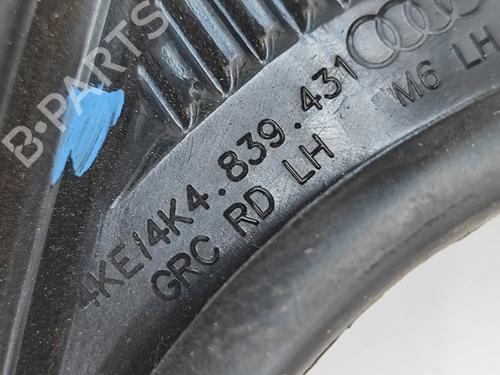 B-PARTS
4KE/4K4.839.431
M6 LH
GRC RD LH